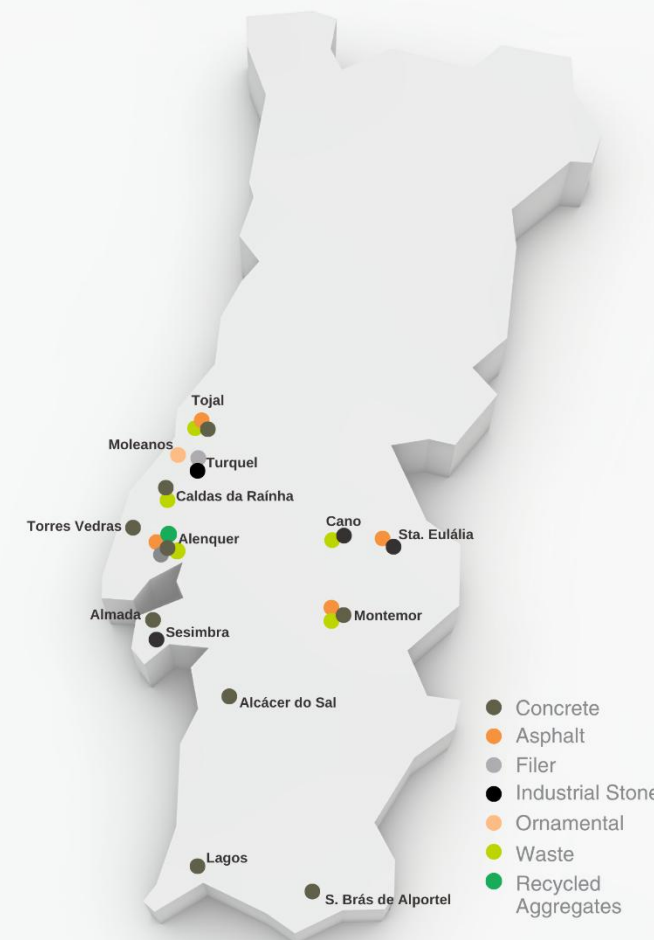 Tojal
Moleanos
Turquel
Caldas da Raínha
Torres Vedras
Alenquer
Cano
Sta. Eulália
Almada
Sesimbra
Montemor
Alcácer do Sal
Concrete
Asphalt
Filer
Industrial Stone
Ornamental
Waste
Recycled
Aggregates
Lagos
S. Brás de Alportel